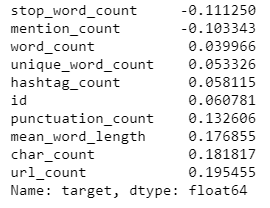 stop_word_count -0.111250
mention_count -0.103343
word_count 0.039966
unique_word_count 0.053326
hashtag_count 0.058115
id 0.060781
punctuation_count 0.132606
mean_word_length 0.176855
char_count 0.181817
url_count 0.195455
Name: target, dtype: float64